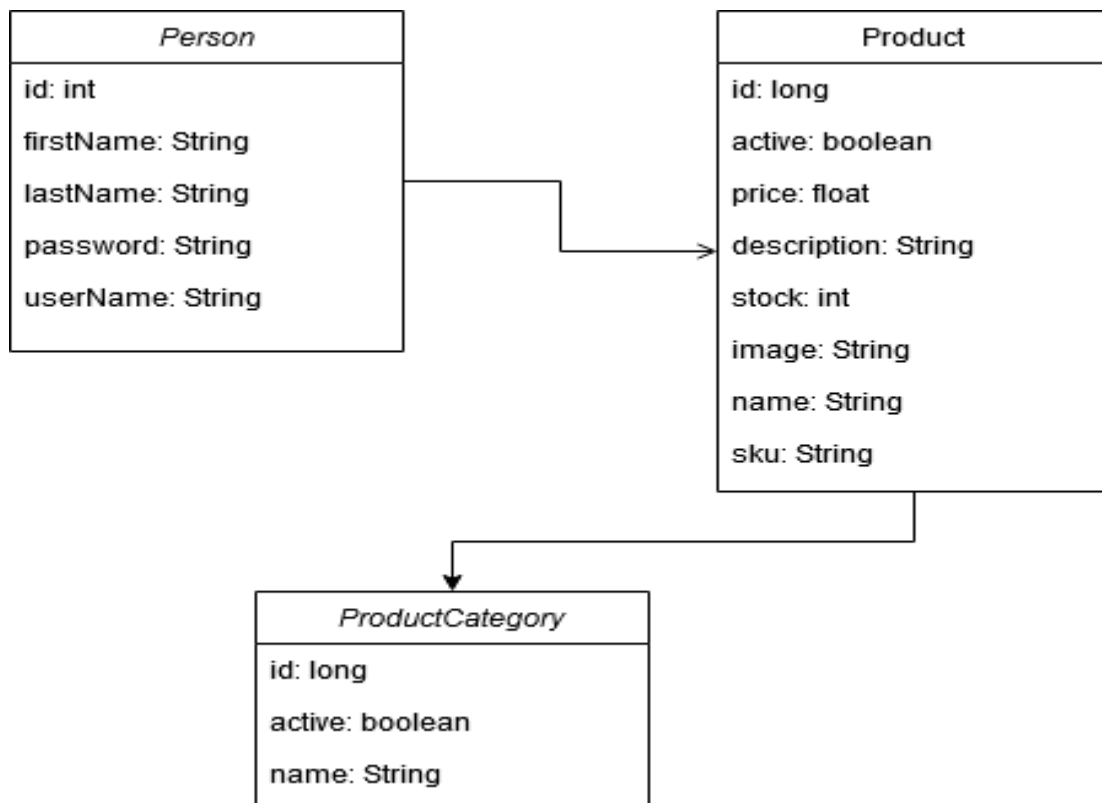 Person
id: int
firstName: String
lastName: String
password: String
userName: String
Product
id: long
active: boolean
price: float
description: String
stock: int
image: String
name: String
sku: String
ProductCategory
id: long
active: boolean
name: String